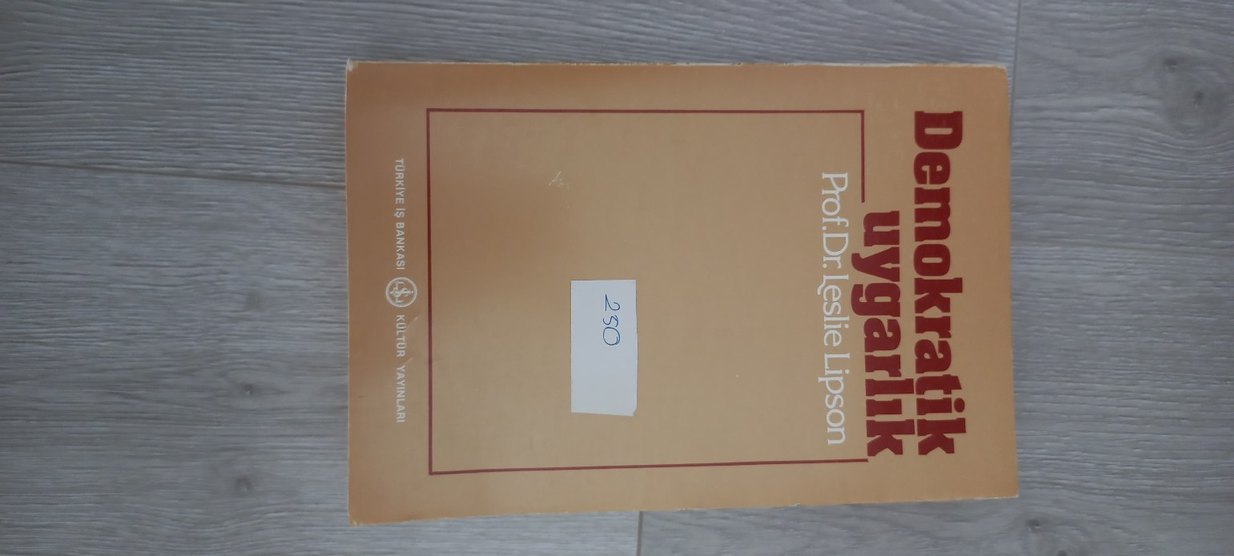 Demokratik
uygarlık
Prof.Dr. Leslie Lipson
250
TÜRKİYE İŞ BANKASI KÜLTÜR YAYINLARI